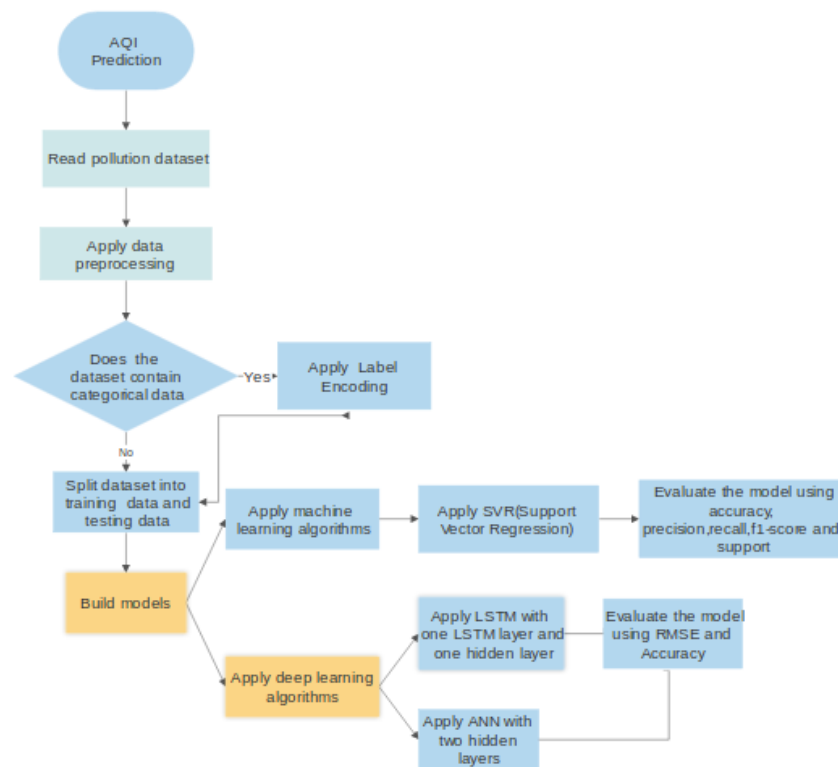 AQI
Prediction
Read pollution dataset
Apply data
preprocessing
Does the
dataset contain
categorical data
Yes
Apply Label
Encoding
No
Split dataset into
training data and
testing data
Apply machine
learning algorithms
Apply SVR(Support
Vector Regression)
Evaluate the model using
accuracy,
precision,recall,f1-score and
support
Build models
Apply deep learning
algorithms
Apply LSTM with
one LSTM layer and
one hidden layer
Evaluate the model
using RMSE and
Accuracy
Apply ANN with
two hidden
layers